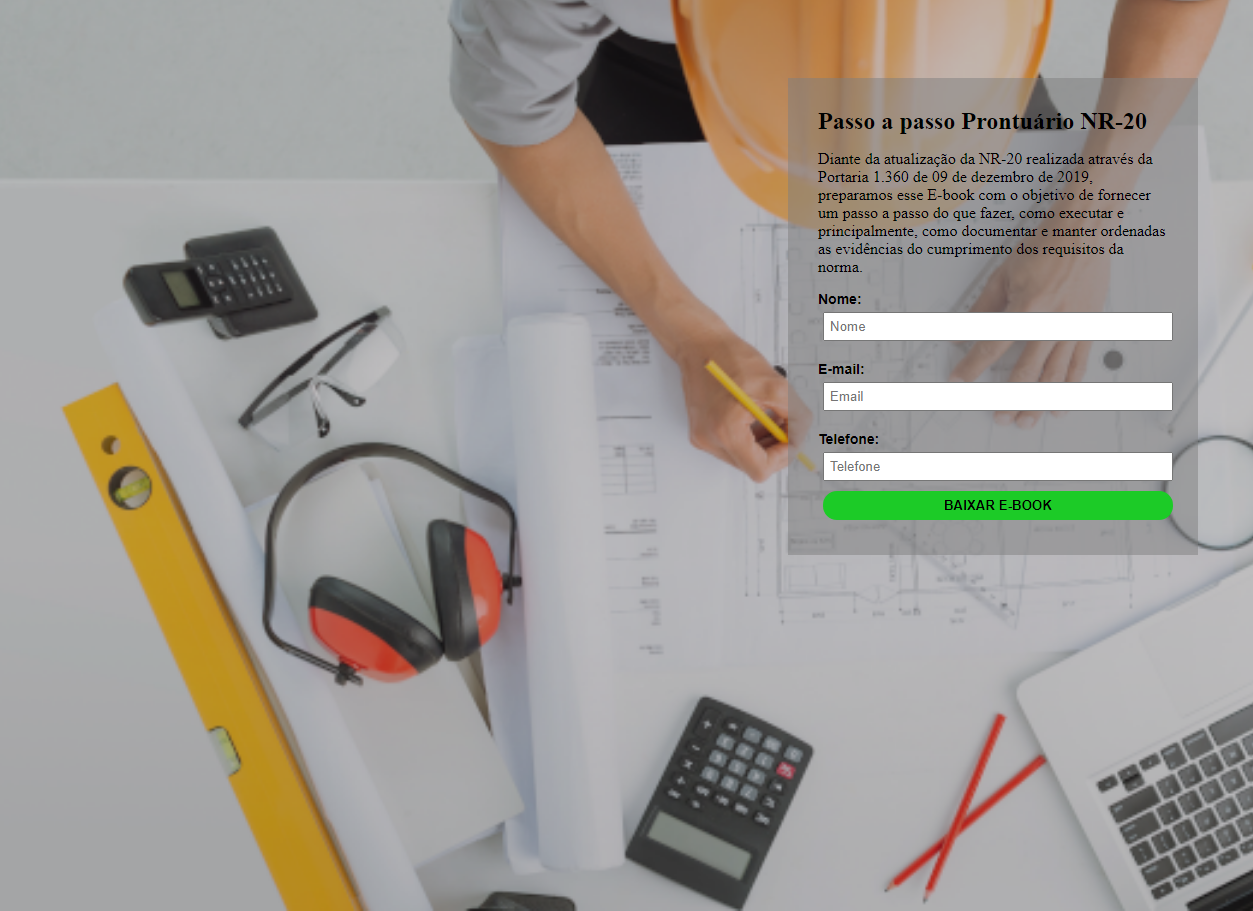 Passo a passo Prontuário NR-20
Diante da atualização da NR-20 realizada através da
Portaria 1.360 de 09 de dezembro de 2019,
preparamos esse E-book com o objetivo de fornecer
um passo a passo do que fazer, como executar e
principalmente, como documentar e manter ordenadas
as evidências do cumprimento dos requisitos da
norma.
Nome:
Nome
E-mail:
Email
Telefone:
Telefone
BAIXAR E-BOOK